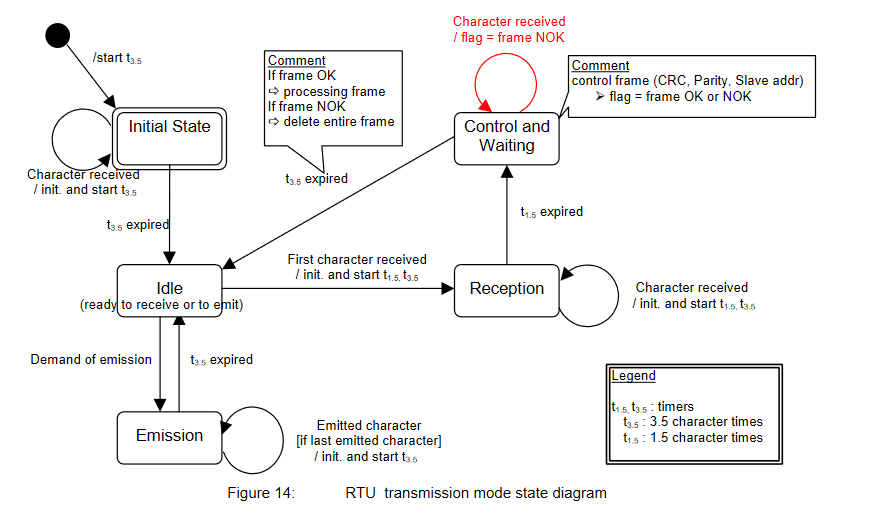 Character received
/ flag = frame NOK
/start t3.5
Comment
If frame OK
⇨ processing frame
If frame NOK
⇨ delete entire frame
Comment
control frame (CRC, Parity, Slave addr)
➢ flag = frame OK or NOK
Initial State
Control and
Waiting
Character received
/ init. and start t3.5
t3.5 expired
t3.5 expired
t1.5 expired
First character received
/ init. and start t1.5, t3.5
Idle
(ready to receive or to emit)
Reception
Character received
/ init. and start t1.5, t3.5
Demand of emission
t3.5 expired
Legend
t1.5, t3.5 : timers
t3.5 : 3.5 character times
t1.5 : 1.5 character times
Emission
Emitted character
[if last emitted character]
/ init. and start t3.5
Figure 14: RTU transmission mode state diagram